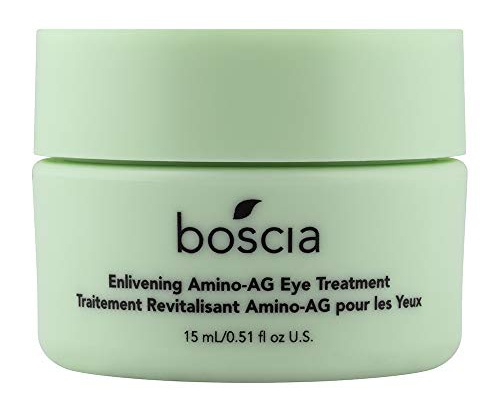 boscia
Enlivening Amino-AG Eye Treatment
Traitement Revitalisant Amino-AG pour les Yeux
15 mL/0.51 fl oz U.S.